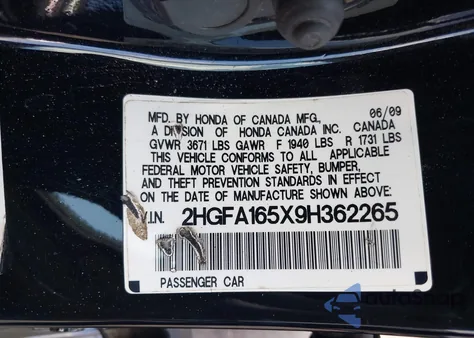 MFD. BY HONDA OF CANADA MFG., 06/09
A DIVISION OF HONDA CANADA INC. CANADA
GVWR 3671 LBS GAWR F 1940 LBS R 1731 LBS
THIS VEHICLE CONFORMS TO ALL APPLICABLE
FEDERAL MOTOR VEHICLE SAFETY, BUMPER,
AND THEFT PREVENTION STANDARDS IN EFFECT
ON THE DATE OF MANUFACTURE SHOWN ABOVE:
V.I.N. 2HGFA165X9H362265
PASSENGER CAR